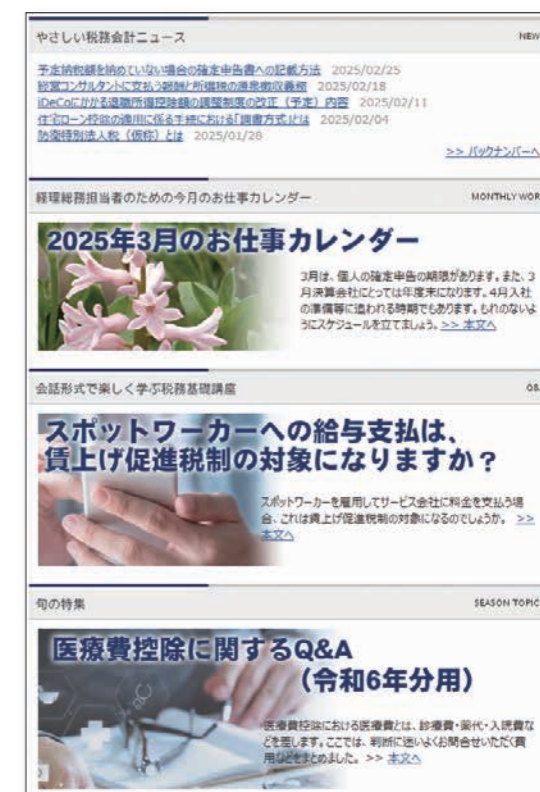 やさしい税務会計ニュース
NEW
予定納税額を納めていない場合の確定申告書への記載方法 2025/02/25
経営コンサルタントに支払う報酬と所得税の源泉徴収義務 2025/02/18
iDeCoにかかる退職所得控除額の調整制度の改正（予定）内容 2025/02/11
住宅ローン控除の適用に係る手続における「調書方式」とは 2025/02/04
防衛特別法人税（仮称）とは 2025/01/28
>> バックナンバーへ
経理総務担当者のための今月のお仕事カレンダー
MONTHLY WOR
2025年3月のお仕事カレンダー
3月は、個人の確定申告の期限があります。また、3
月決算会社にとっては年度末になります。4月入社
の準備等に追われる時期でもあります。もれのないよ
うにスケジュールを立てましょう。>> 本文へ
会話形式で楽しく学ぶ税務基礎講座
スポットワーカーへの給与支払は、
賃上げ促進税制の対象になりますか？
スポットワーカーを雇用してサービス会社に料金を支払う場
合、これは賃上げ促進税制の対象になるのでしょうか。 >>
本文へ
旬の特集
SEASON TOPIC
医療費控除に関するQ&A
（令和6年分用）
医療費控除における医療費とは、診療費・薬代・入院費な
どを差します。ここでは、判断に迷いよくお問合せいただく費
用などをまとめました。 >> 本文へ